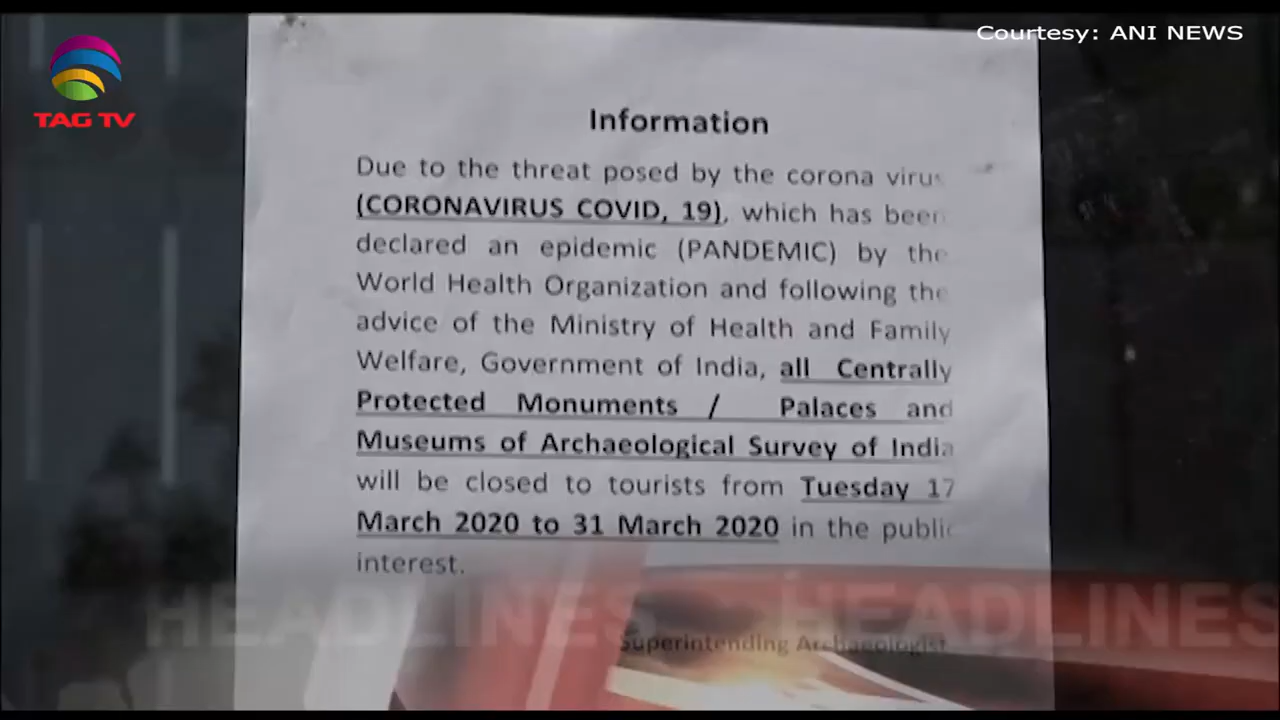 Courtesy: ANI NEWS
TAG TV
Information
Due to the threat posed by the corona virus
(CORONAVIRUS COVID, 19), which has been
declared an epidemic (PANDEMIC) by the
World Health Organization and following the
advice of the Ministry of Health and Family
Welfare, Government of India, all Centrally
Protected Monuments / Palaces and
Museums of Archaeological Survey of India
will be closed to tourists from Tuesday 17
March 2020 to 31 March 2020 in the public
interest.
HEADLINES HEADLINES
Superintending Archaeologist